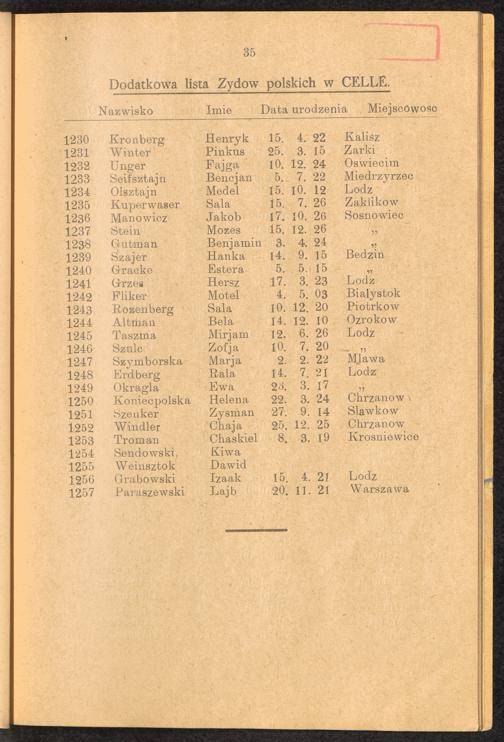 35
Dodatkowa lista Zydow polskich w CELLE.
Nazwisko Imie Data urodzenia Miejscowosc
1230 Kronberg Henryk 15. 4. 22 Kalisz
1231 Winter Pinkus 25. 3. 15 Zarki
1232 Unger Fajga 10. 12. 24 Oswiecim
1233 Seifsztajn Bencjan 5. 7. 22 Miedrzyrzec
1234 Olsztajn Medel 15. 10. 12 Lodz
1235 Kuperwaser Sala 15. 7. 26 Zaklikow
1236 Manowicz Jakob 17. 10. 26 Sosnowiec
1237 Stein Mozes 15. 12. 26 „
1238 Gutman Benjamin 3. 4. 24 „
1239 Szajer Hanka 14. 9. 15 Bedzin
1240 Gracke Estera 5. 5. 15 „
1241 Grzes Hersz 17. 3. 23 Lodz
1242 Fliker Motel 4. 5. 03 Bialystok
1243 Rozenberg Sala 10. 12. 20 Piotrkow
1244 Altman Bela 14. 12. 10 Ozrokow
1245 Taszma Mirjam 12. 6. 26 Lodz
1246 Szulc Zofja 10. 7. 20 „
1247 Szymborska Marja 2. 2. 22 Mlawa
1248 Erdberg Rala 14. 7. 21 Lodz
1249 Okragla Ewa 3. 17 „
1250 Koniecpolska Helena 22. 3. 24 Chrzanow
1251 Szenker Zysman 27. 9. 14 Slawkow
1252 Windler Chaja 25. 12. 25 Chrzanow
1253 Troman Chaskiel 8. 3. 19 Krosniewice
1254 Sendowski Kiwa
1255 Weinsztok Dawid
1256 Grabowski Izaak 15. 4. 21 Lodz
1257 Paruszewski Lajb 20. 11. 21 Warszawa